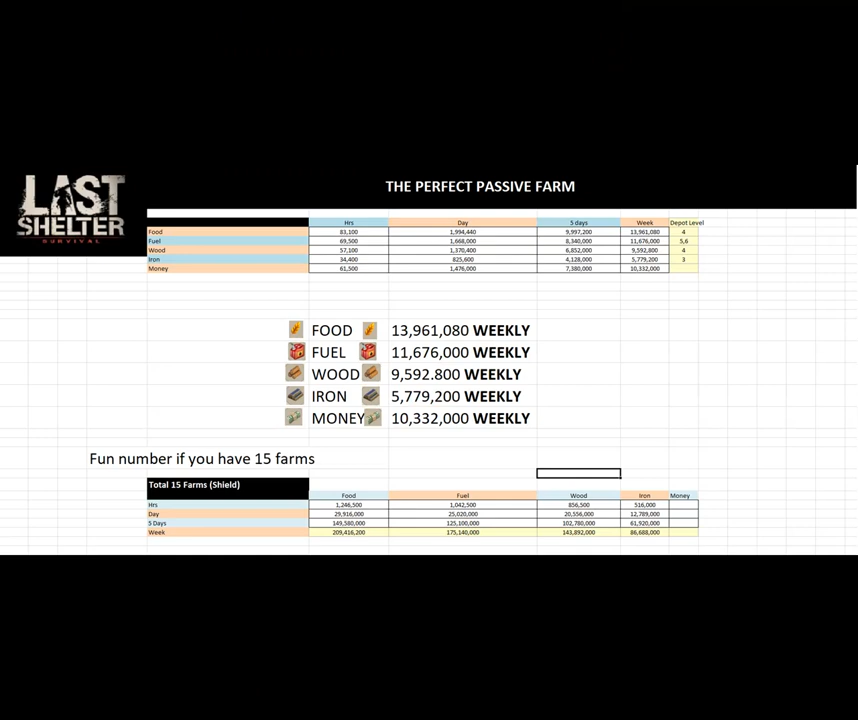 LAST
SHELTER
SURVIVAL
THE PERFECT PASSIVE FARM
Hrs Day 5 days Week Depot Level
Food 83,100 1,994,440 9,997,200 13,961,080 4
Fuel 69,500 1,668,000 8,340,000 11,676,000 5,6
Wood 57,100 1,370,400 6,852,000 9,592,800 4
Iron 34,400 825,600 4,128,000 5,779,200 3
Money 61,500 1,476,000 7,380,000 10,332,000
FOOD 13,961,080 WEEKLY
FUEL 11,676,000 WEEKLY
WOOD 9,592.800 WEEKLY
IRON 5,779,200 WEEKLY
MONEY 10,332,000 WEEKLY
Fun number if you have 15 farms
Total 15 Farms (Shield)
Food Fuel Wood Iron Money
Hrs 1,246,500 1,042,500 856,500 516,000
Day 29,916,000 25,020,000 20,556,000 12,789,000
5 Days 149,580,000 125,100,000 102,780,000 61,920,000
Week 209,416,200 175,140,000 143,892,000 86,688,000